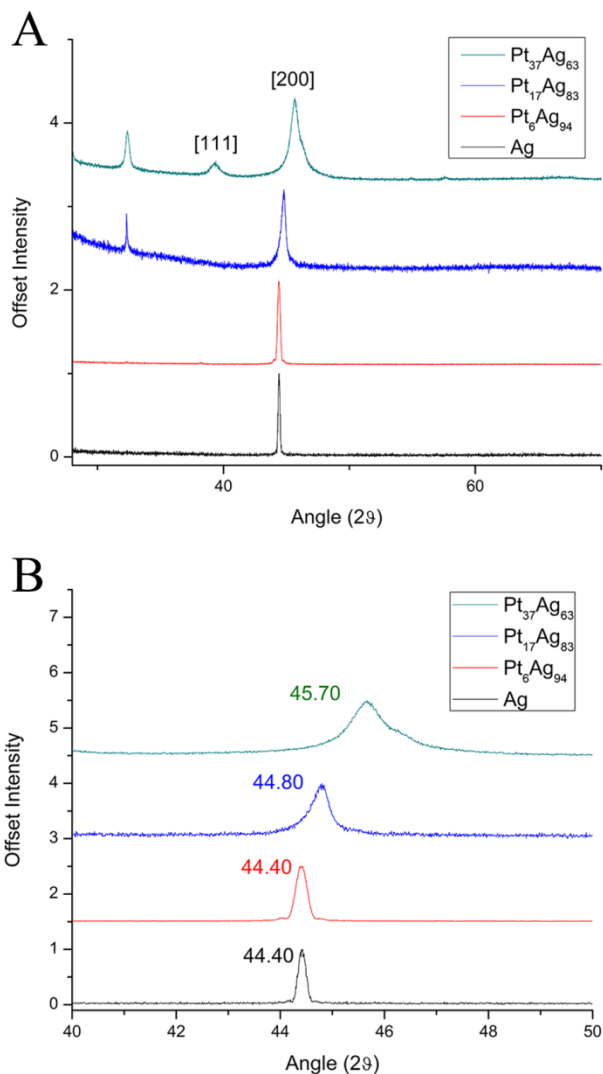 A
[200]
[111]
Pt₃₇Ag₆₃
Pt₁₇Ag₈₃
Pt₆Ag₉₄
Ag
4
2
0
Offset Intensity
40
60
Angle (2ϑ)
B
Pt₃₇Ag₆₃
Pt₁₇Ag₈₃
Pt₆Ag₉₄
Ag
45.70
44.80
44.40
44.40
7
6
5
4
3
2
1
0
Offset Intensity
40
42
44
46
48
50
Angle (2ϑ)